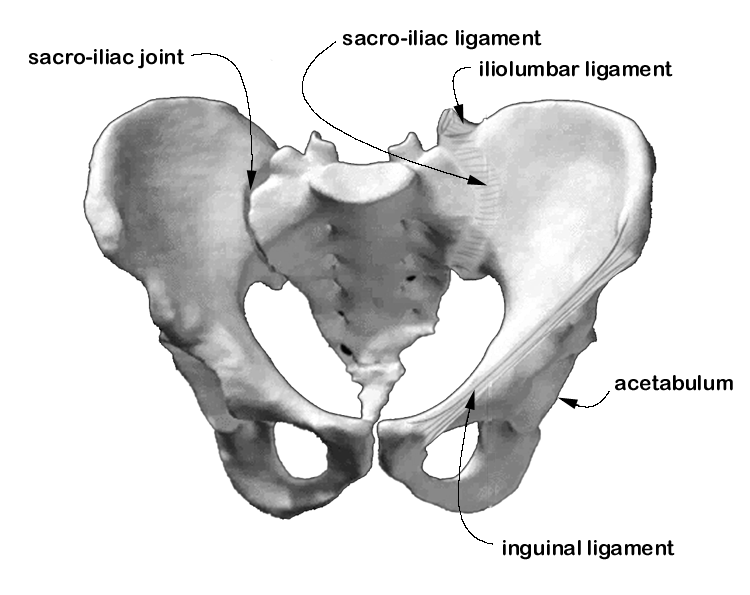 sacro-iliac ligament
sacro-iliac joint
iliolumbar ligament
acetabulum
inguinal ligament